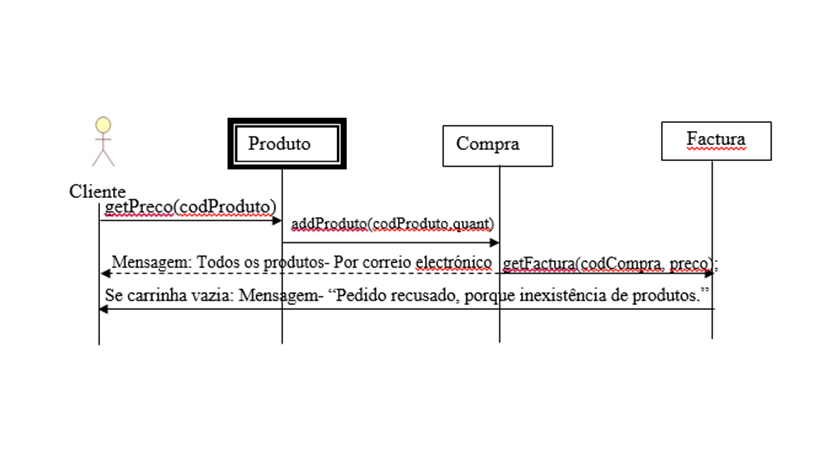 Produto
Compra
Factura
Cliente
getPreco(codProduto)
addProduto(codProduto,quant)
Mensagem: Todos os produtos- Por correio electrónico
getFactura(codCompra, preco);
Se carrinha vazia: Mensagem- “Pedido recusado, porque inexistência de produtos.”